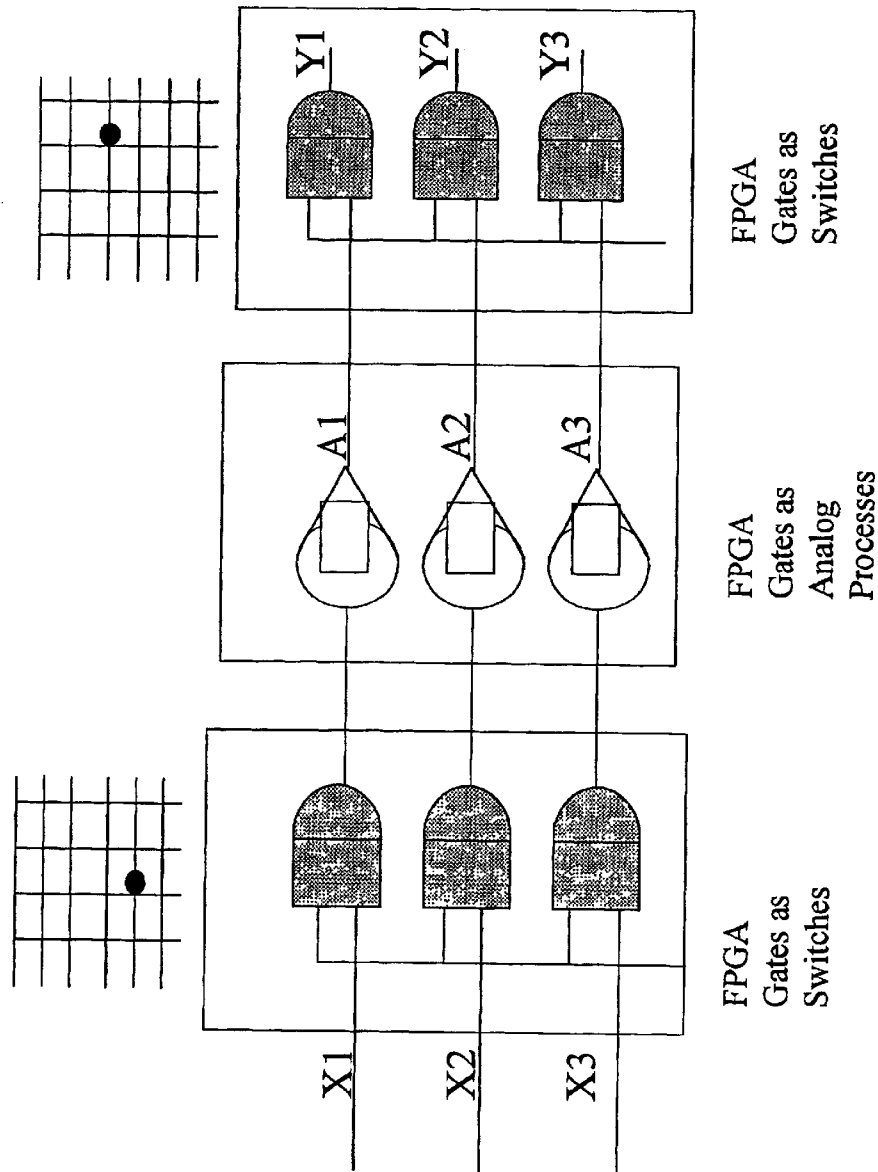 X1
X2
X3
A1
A2
A3
Y1
Y2
Y3
FPGA
Gates as
Switches
FPGA
Gates as
Analog
Processes
FPGA
Gates as
Switches